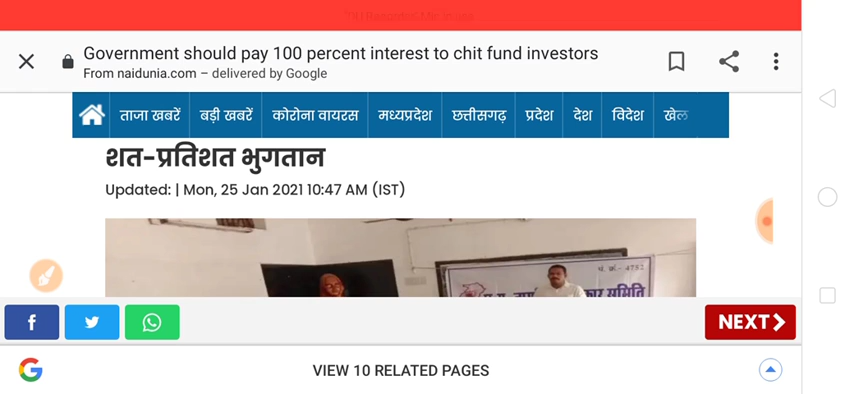 Government should pay 100 percent interest to chit fund investors
From naidunia.com – delivered by Google
ताजा खबरें बड़ी खबरें कोरोना वायरस मध्यप्रदेश छत्तीसगढ़ प्रदेश देश विदेश खेल
शत-प्रतिशत भुगतान
Updated: | Mon, 25 Jan 2021 10:47 AM (IST)
NEXT
VIEW 10 RELATED PAGES